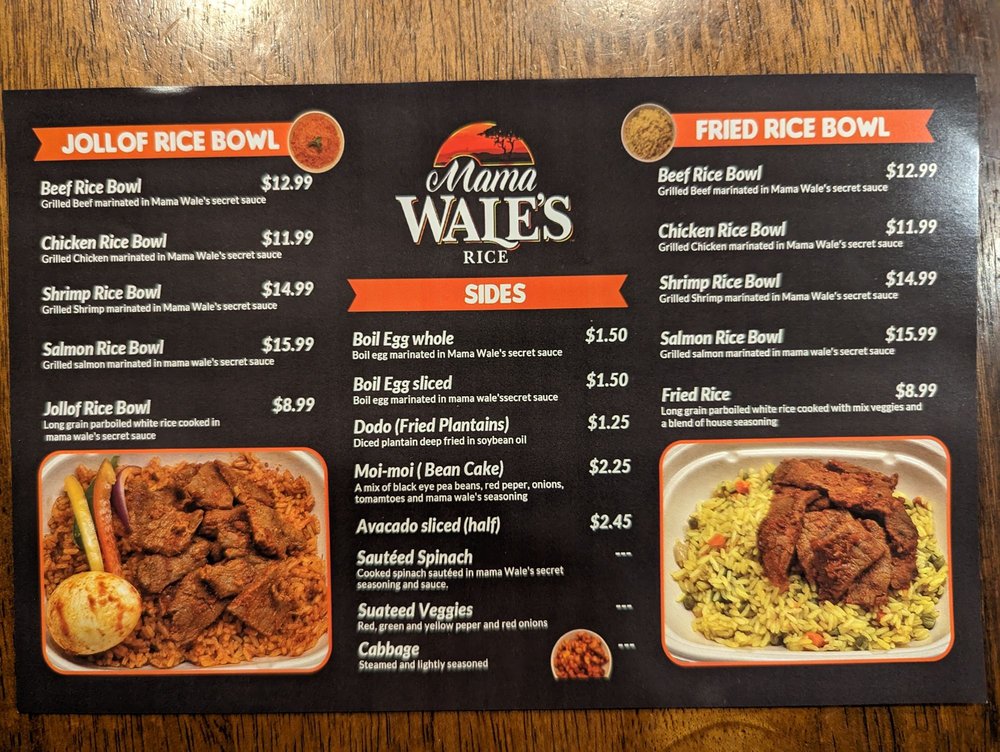 JOLLOF RICE BOWL
Beef Rice Bowl $12.99
Grilled Beef marinated in Mama Wale's secret sauce
Chicken Rice Bowl $11.99
Grilled Chicken marinated in Mama Wale's secret sauce
Shrimp Rice Bowl $14.99
Grilled Shrimp marinated in Mama Wale's secret sauce
Salmon Rice Bowl $15.99
Grilled salmon marinated in mama wale's secret sauce
Jollof Rice Bowl $8.99
Long grain parboiled white rice cooked in
mama wale's secret sauce
Mama
WALE'S
RICE
SIDES
Boil Egg whole $1.50
Boil egg marinated in Mama Wale's secret sauce
Boil Egg sliced $1.50
Boil egg marinated in mama wale'ssecret sauce
Dodo (Fried Plantains) $1.25
Diced plantain deep fried in soybean oil
Moi-moi ( Bean Cake) $2.25
A mix of black eye pea beans, red peper, onions,
tomamtoes and mama wale's seasoning
Avacado sliced (half) $2.45
Sautéed Spinach ---
Cooked spinach sautéed in mama Wale's secret
seasoning and sauce.
Suateed Veggies ---
Red, green and yellow peper and red onions
Cabbage ---
Steamed and lightly seasoned
FRIED RICE BOWL
Beef Rice Bowl $12.99
Grilled Beef marinated in Mama Wale's secret sauce
Chicken Rice Bowl $11.99
Grilled Chicken marinated in Mama Wale's secret sauce
Shrimp Rice Bowl $14.99
Grilled Shrimp marinated in Mama Wale's secret sauce
Salmon Rice Bowl $15.99
Grilled salmon marinated in mama wale's secret sauce
Fried Rice $8.99
Long grain parboiled white rice cooked with mix veggies and
a blend of house seasoning